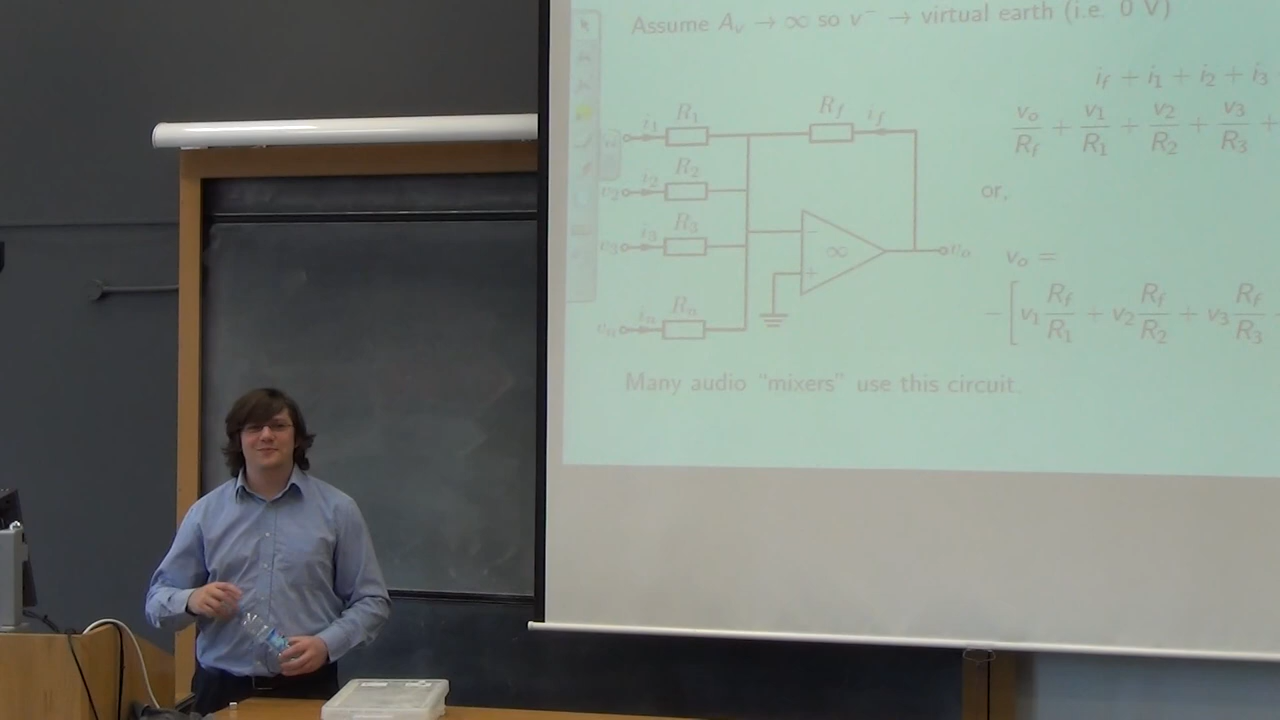 Assume Aᵥ → ∞ so v⁻ → virtual earth (i.e. 0 V)
i_f + i_1 + i_2 + i_3
v_o/R_f + v_1/R_1 + v_2/R_2 + v_3/R_3 +
or,
v_o =
− [ v_1 R_f/R_1 + v_2 R_f/R_2 + v_3 R_f/R_3
i_1 R_1 R_f i_f
v_2 i_2 R_2
v_3 i_3 R_3
− ∞ + v_o
v_n i_n R_n
Many audio “mixers” use this circuit.